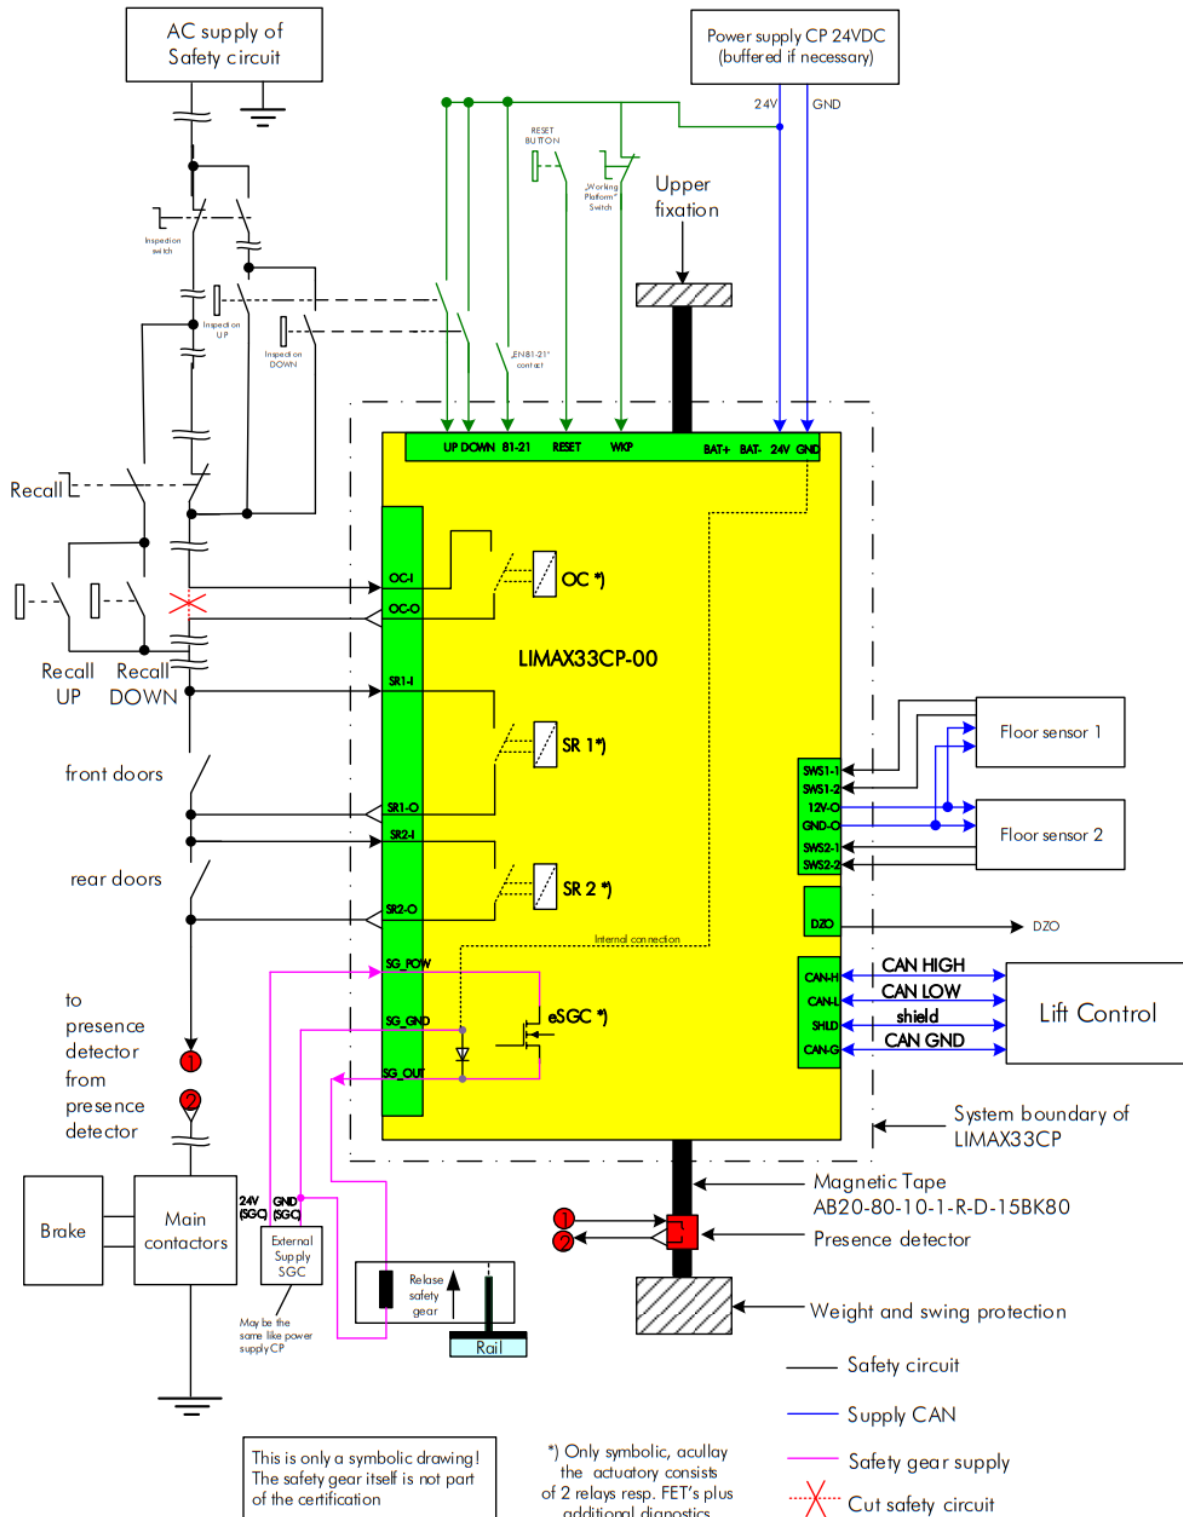 AC supply of
Safety circuit
Power supply CP 24VDC
(buffered if necessary)
24V
GND
RESET
BUTTON
„Working
Platform"
Switch
Upper
fixation
Inspection
switch
Inspection
UP
Inspection
DOWN
„EN81-21"
contact
UP
DOWN
81-21
RESET
WKP
BAT+
BAT-
24V
GND
Recall
OC-I
OC-O
OC *)
LIMAX33CP-00
Recall
UP
Recall
DOWN
SR1-I
SR 1*)
front doors
SR1-O
SR2-I
rear doors
SR 2 *)
SR2-O
Floor sensor 1
SWS1-1
SWS1-2
12V-O
GND-O
SWS2-1
SWS2-2
Floor sensor 2
DZO
DZO
Internal connection
SG_POW
SG_GND
eSGC *)
SG_OUT
CAN-H
CAN-L
SHLD
CAN-G
CAN HIGH
CAN LOW
shield
CAN GND
Lift Control
to
presence
detector
1
from
presence
detector
2
System boundary of
LIMAX33CP
Magnetic Tape
AB20-80-10-1-R-D-15BK80
1
2
Presence detector
Brake
Main
contactors
24V
(SGC)
GND
(SGC)
External
Supply
SGC
May be the
same like power
supply CP
Relase
safety
gear
Rail
Weight and swing protection
Safety circuit
Supply CAN
Safety gear supply
Cut safety circuit
This is only a symbolic drawing!
The safety gear itself is not part
of the certification
*) Only symbolic, acullay
the actuatory consists
of 2 relays resp. FET's plus
additional diagnostics